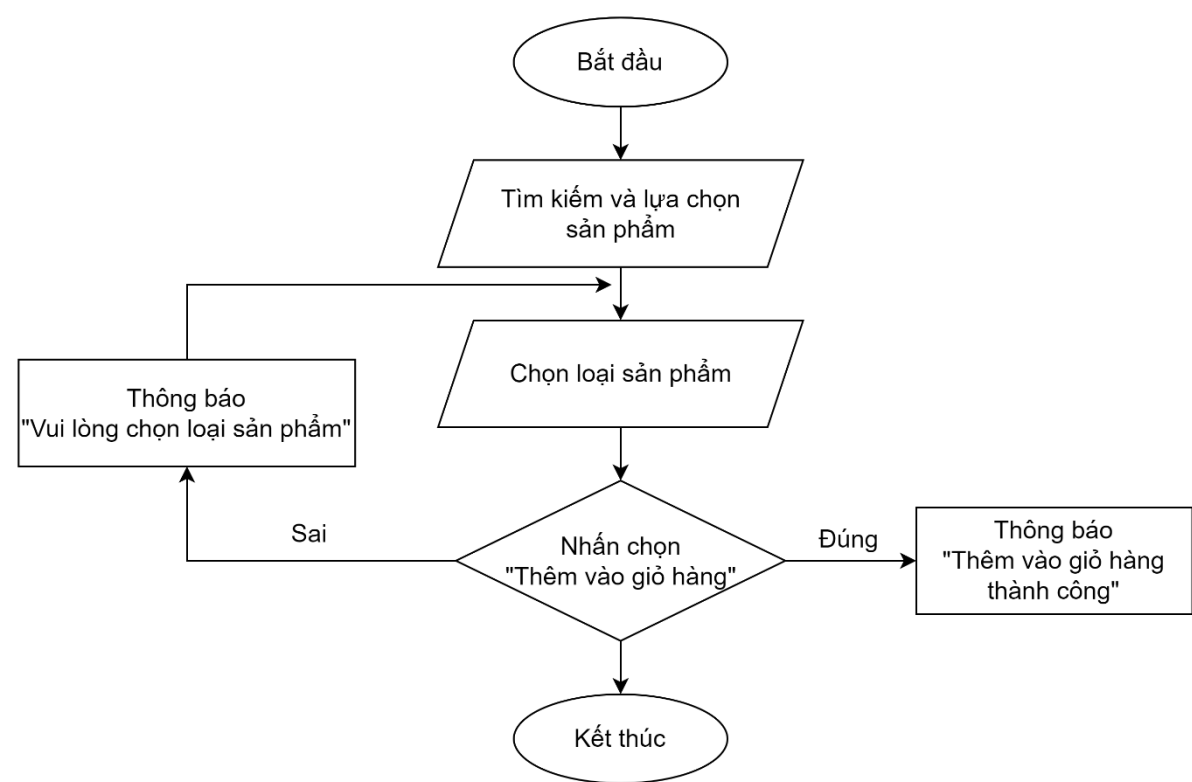 Bắt đầu
Tìm kiếm và lựa chọn
sản phẩm
Chọn loại sản phẩm
Thông báo
"Vui lòng chọn loại sản phẩm"
Sai
Nhấn chọn
"Thêm vào giỏ hàng"
Đúng
Thông báo
"Thêm vào giỏ hàng
thành công"
Kết thúc